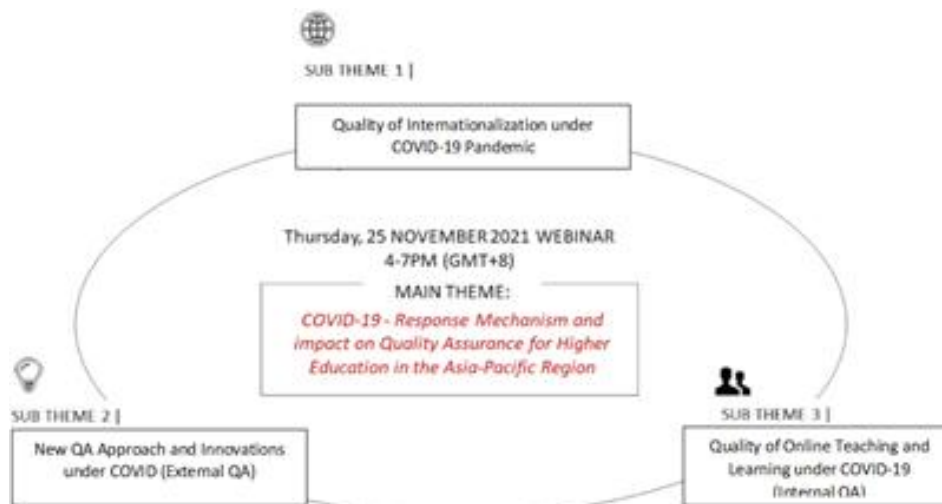 SUB THEME 1 |
Quality of Internationalization under
COVID-19 Pandemic
Thursday, 25 NOVEMBER 2021 WEBINAR
4-7PM (GMT+8)
MAIN THEME:
COVID-19 - Response Mechanism and
impact on Quality Assurance for Higher
Education in the Asia-Pacific Region
SUB THEME 2 |
New QA Approach and Innovations
under COVID (External QA)
SUB THEME 3 |
Quality of Online Teaching and
Learning under COVID-19
(Internal QA)